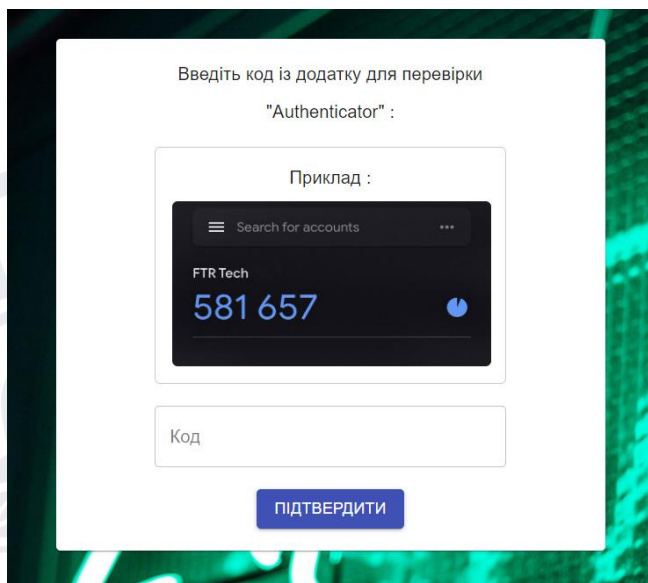 Введіть код із додатку для перевірки
"Authenticator" :
Приклад :
Search for accounts
FTR Tech
581 657
Код
ПІДТВЕРДИТИ